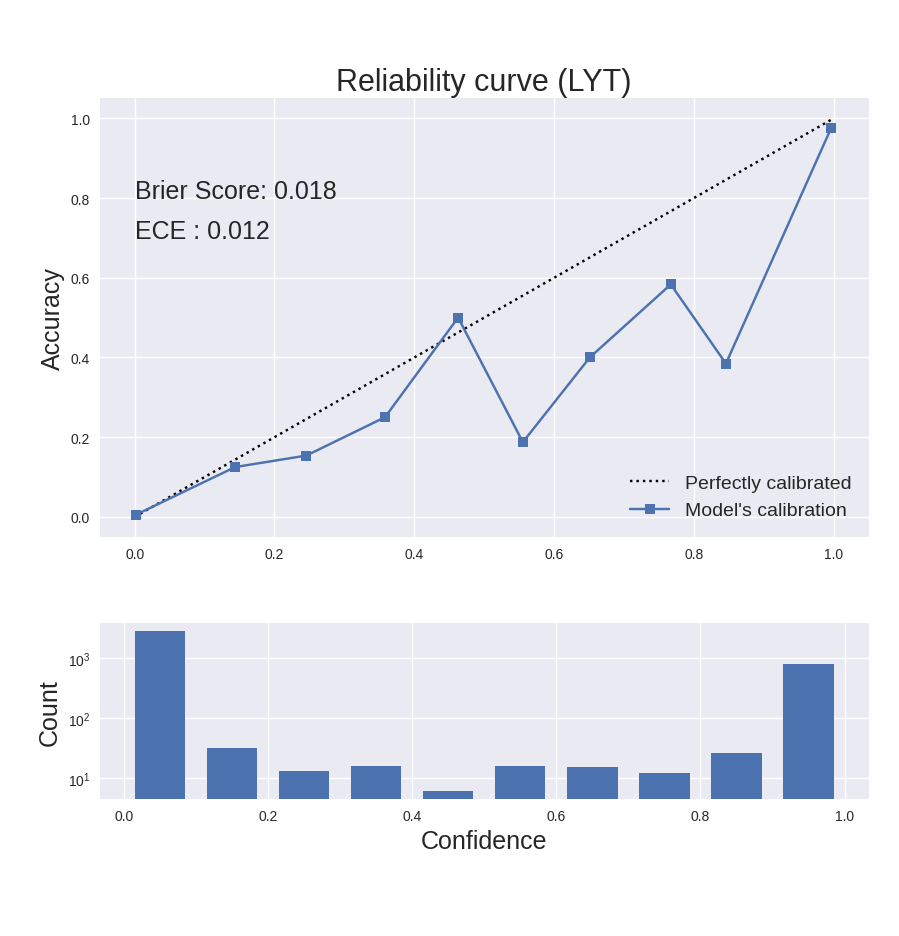 Reliability curve (LYT)
1.0
0.8
0.6
0.4
0.2
0.0
Accuracy
Brier Score: 0.018
ECE : 0.012
Perfectly calibrated
Model's calibration
0.0 0.2 0.4 0.6 0.8 1.0
10³
10²
10¹
Count
0.0 0.2 0.4 0.6 0.8 1.0
Confidence